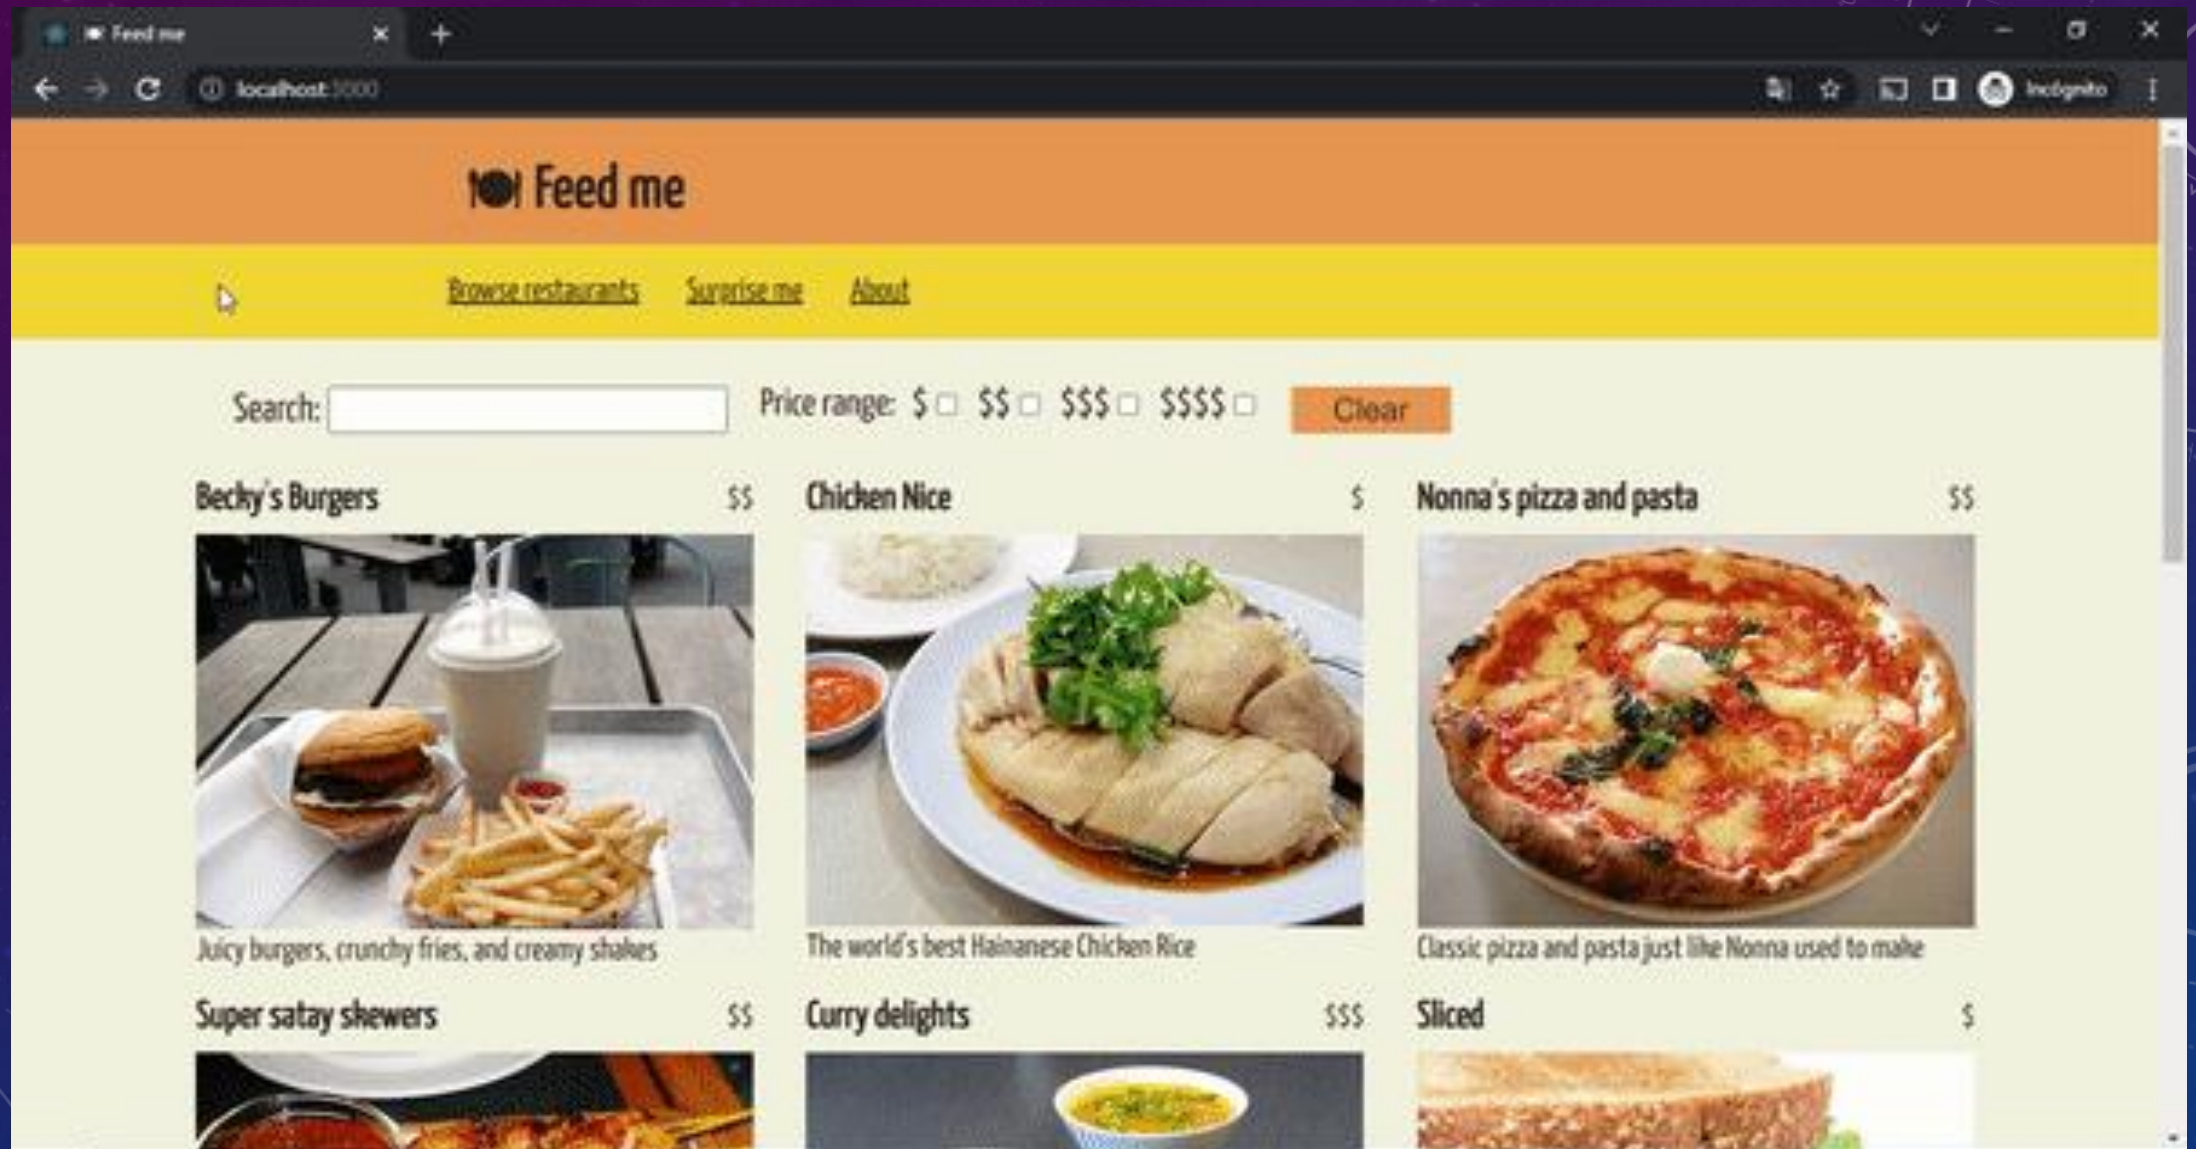 Feed me
localhost:3000
Incógnito
Feed me
Browse restaurants Surprise me About
Search: Price range: $ $$ $$$ $$$$ Clear
Becky's Burgers $$
Juicy burgers, crunchy fries, and creamy shakes
Chicken Nice $
The world's best Hainanese Chicken Rice
Nonna's pizza and pasta $$
Classic pizza and pasta just like Nonna used to make
Super satay skewers $$
Curry delights $$$
Sliced $